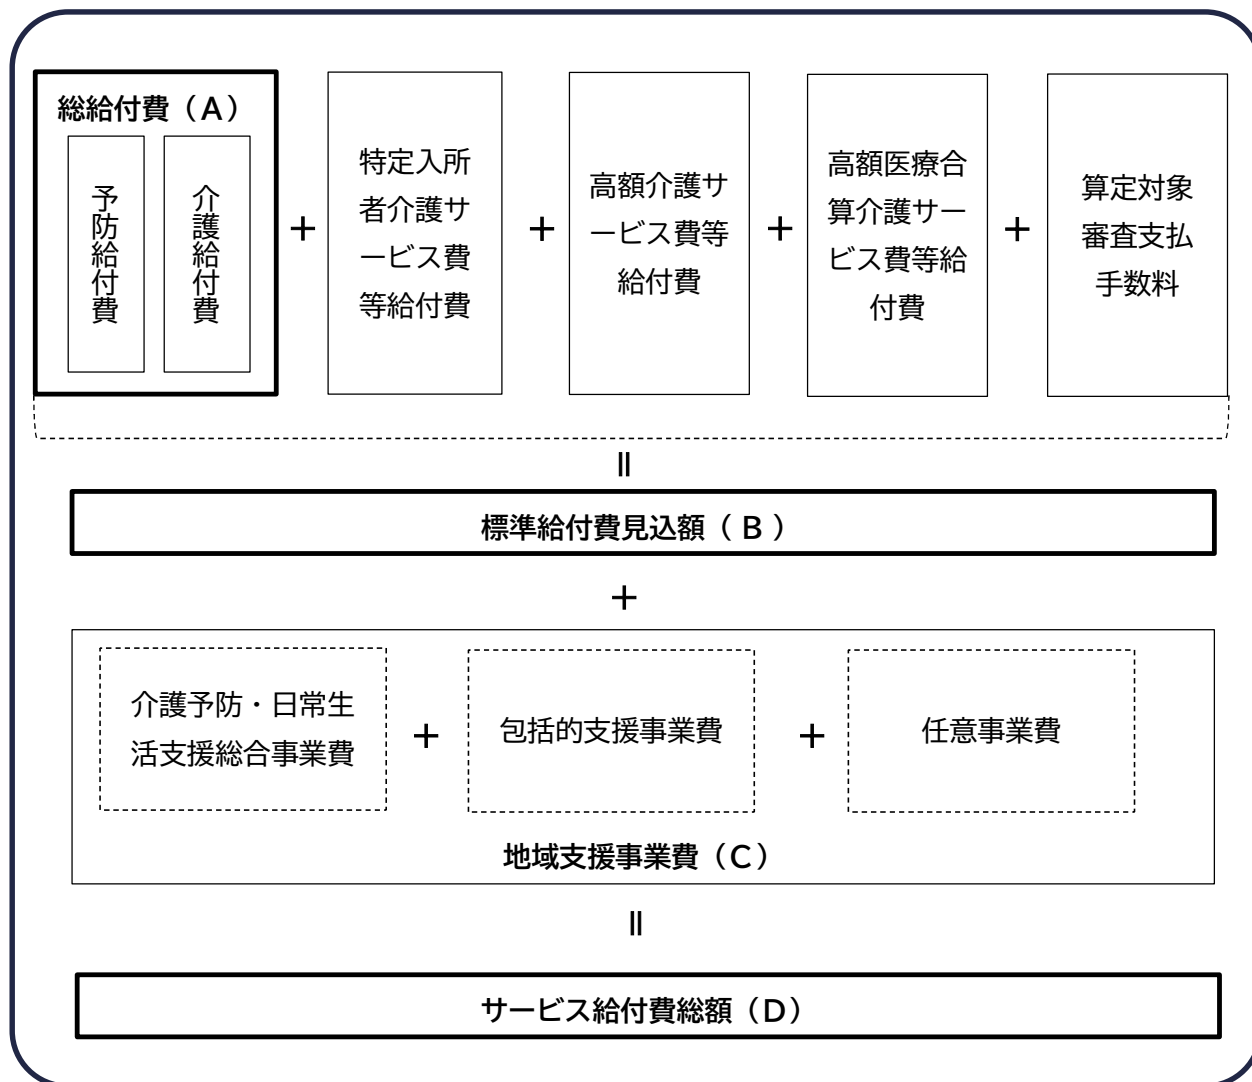 総給付費（Ａ）
予防給付費
介護給付費
＋
特定入所
者介護サ
ービス費
等給付費
＋
高額介護サ
ービス費等
給付費
＋
高額医療合
算介護サー
ビス費等給
付費
＋
算定対象
審査支払
手数料
＝
標準給付費見込額（Ｂ）
＋
介護予防・日常生
活支援総合事業費
＋
包括的支援事業費
＋
任意事業費
地域支援事業費（Ｃ）
＝
サービス給付費総額（Ｄ）